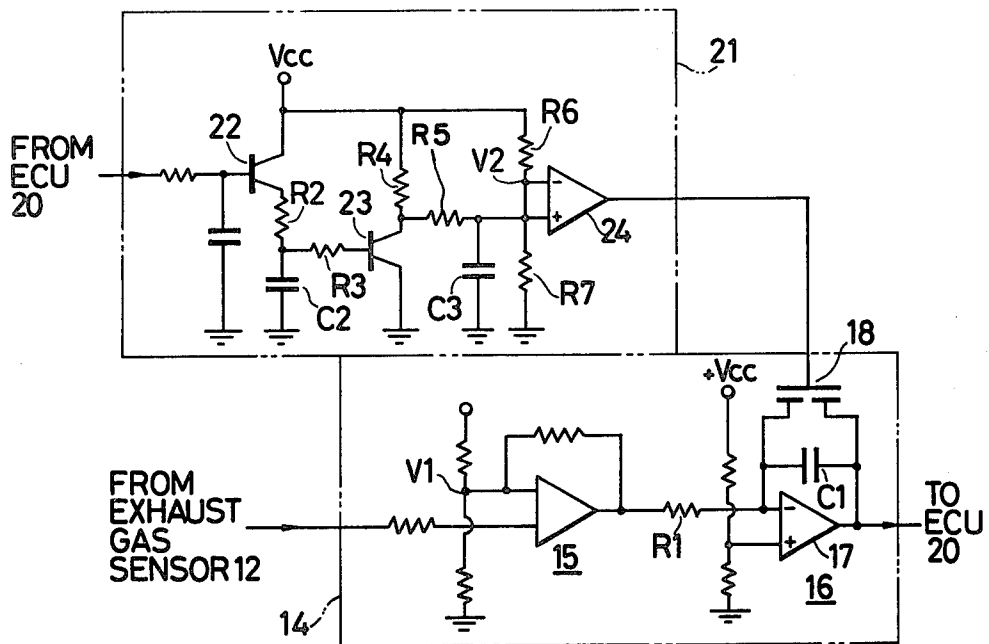 Vcc
21
22
FROM
ECU
20
R2
R4
R5
V2
R6
23
24
R3
C2
C3
R7
18
+Vcc
V1
FROM
EXHAUST
GAS
SENSOR 12
C1
TO
ECU
20
R1
15
17
16
14
-
+
-
+